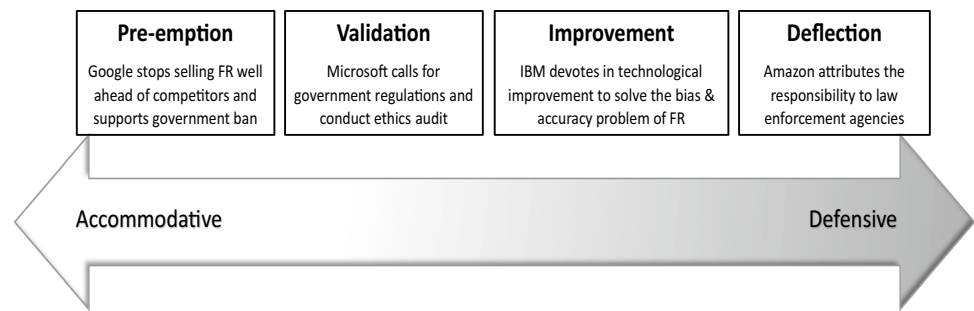 Pre-emption
Google stops selling FR well
ahead of competitors and
supports government ban
Validation
Microsoft calls for
government regulations and
conduct ethics audit
Improvement
IBM devotes in technological
improvement to solve the bias &
accuracy problem of FR
Deflection
Amazon attributes the
responsibility to law
enforcement agencies
Accommodative
Defensive